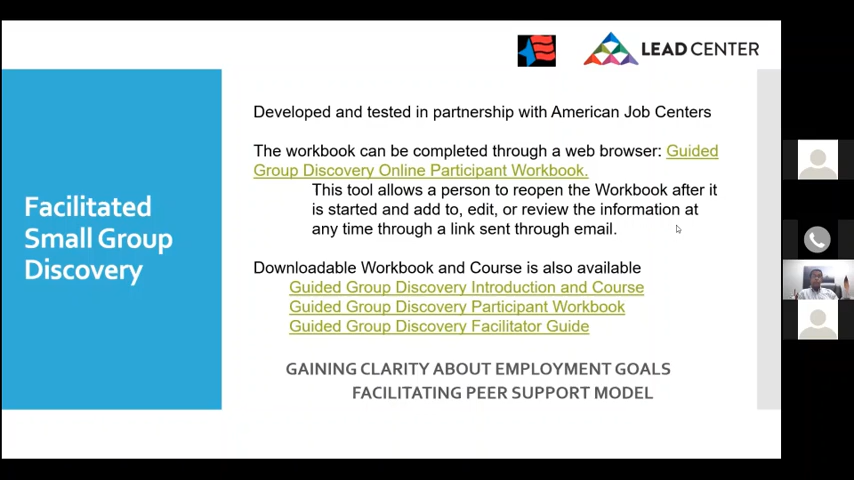 LEAD CENTER
Facilitated
Small Group
Discovery
Developed and tested in partnership with American Job Centers
The workbook can be completed through a web browser: Guided
Group Discovery Online Participant Workbook.
This tool allows a person to reopen the Workbook after it
is started and add to, edit, or review the information at
any time through a link sent through email.
Downloadable Workbook and Course is also available
Guided Group Discovery Introduction and Course
Guided Group Discovery Participant Workbook
Guided Group Discovery Facilitator Guide
GAINING CLARITY ABOUT EMPLOYMENT GOALS
FACILITATING PEER SUPPORT MODEL